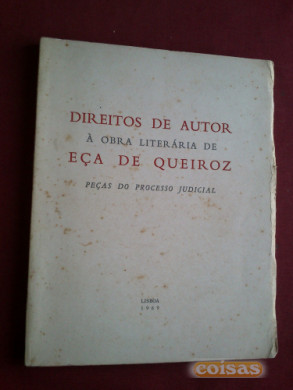 DIREITOS DE AUTOR
À OBRA LITERÁRIA DE
EÇA DE QUEIROZ
PEÇAS DO PROCESSO JUDICIAL
LISBOA
coisas